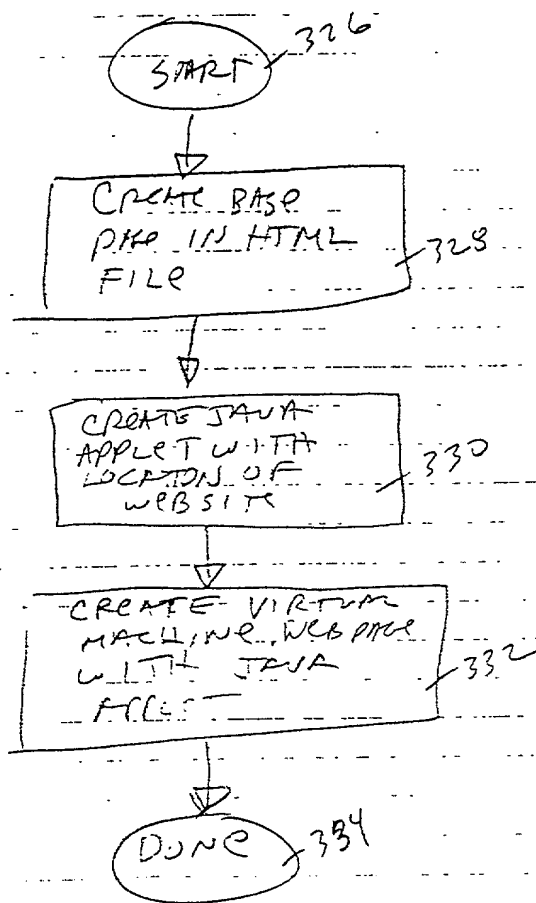 START
326
CREATE BASE
PAGE IN HTML
FILE
328
CREATE JAVA
APPLET WITH
LOCATION OF
WEBSITE
330
CREATE VIRTUAL
MACHINE WEB PAGE
WITH JAVA
APPLET
332
DONE
334